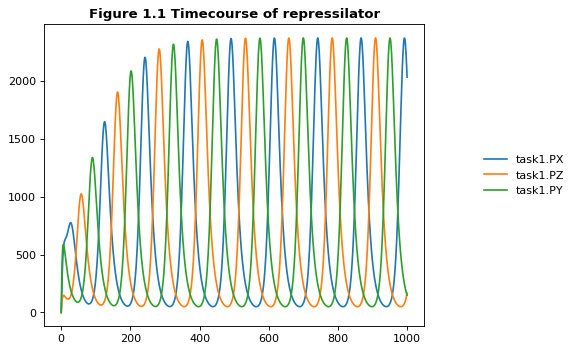 Figure 1.1 Timecourse of repressilator
2000
1500
1000
500
0
0 200 400 600 800 1000
task1.PX
task1.PZ
task1.PY